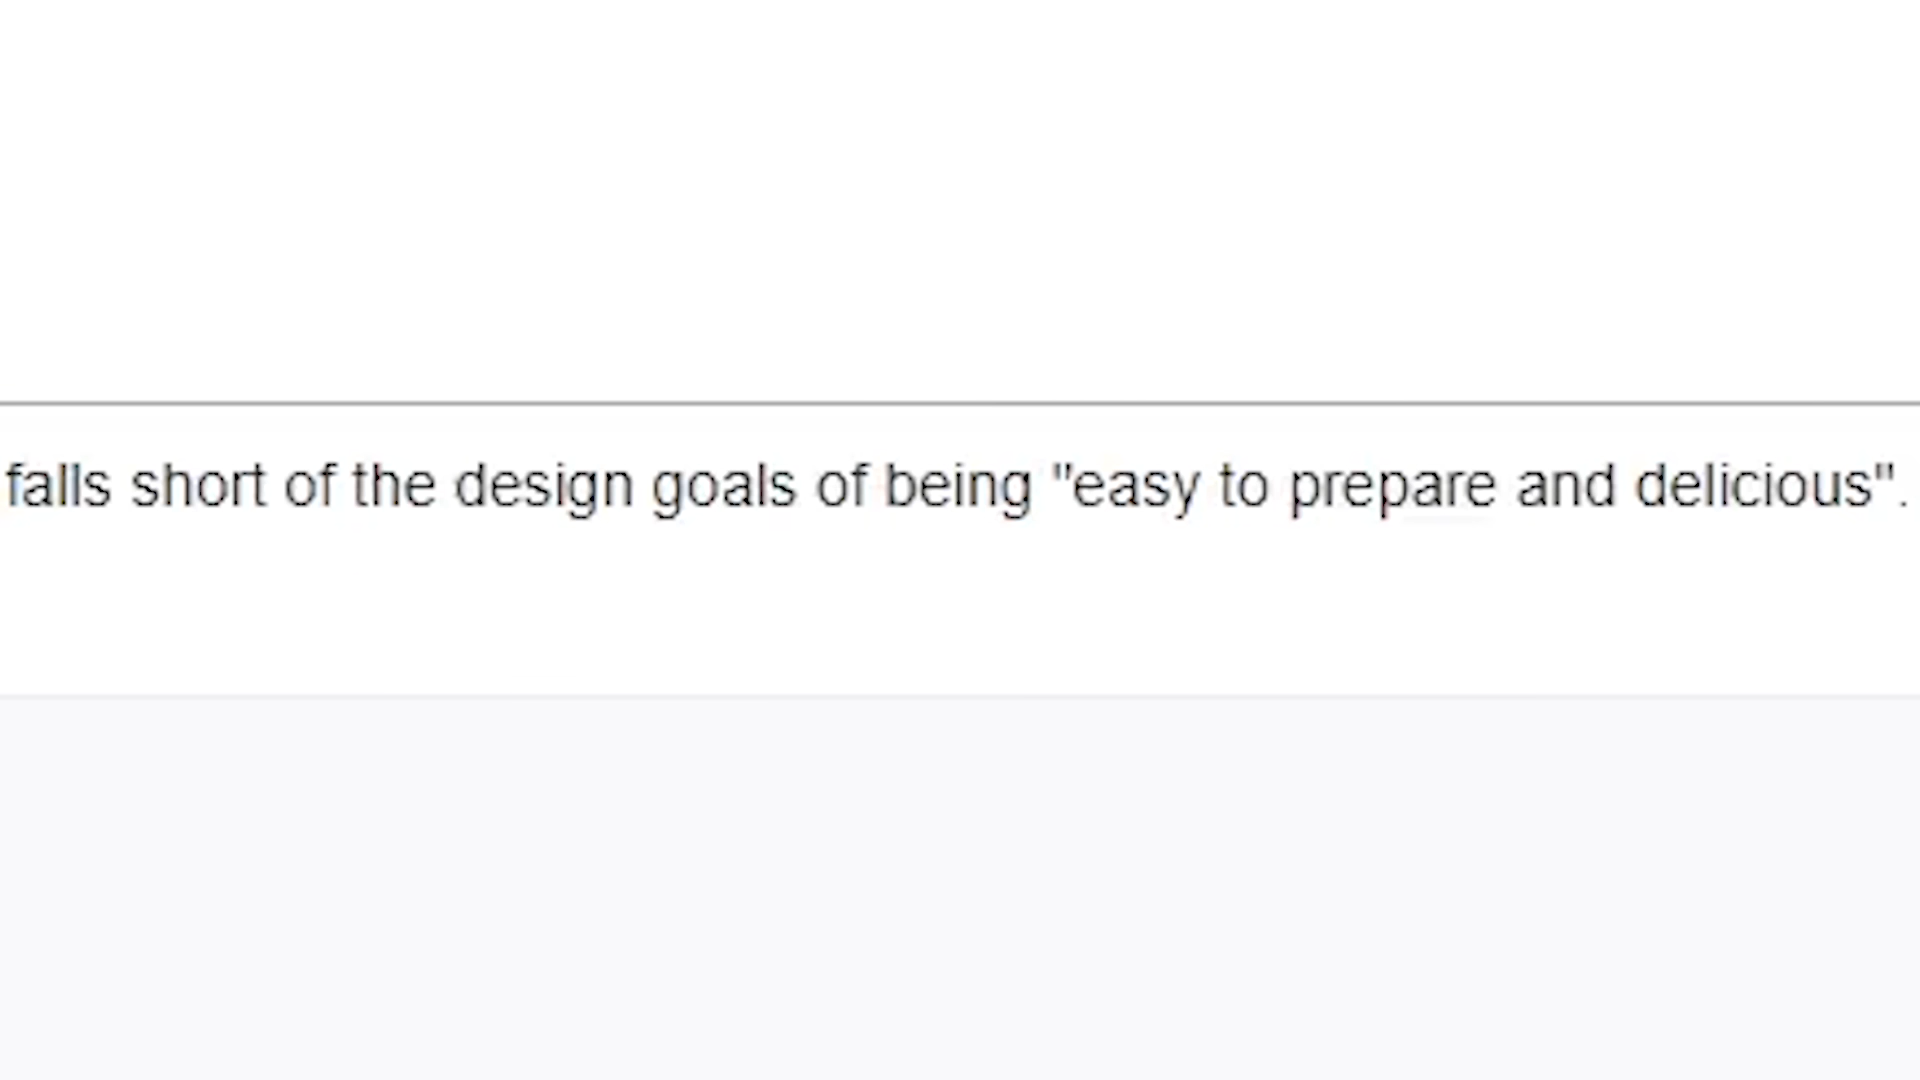 falls short of the design goals of being "easy to prepare and delicious".